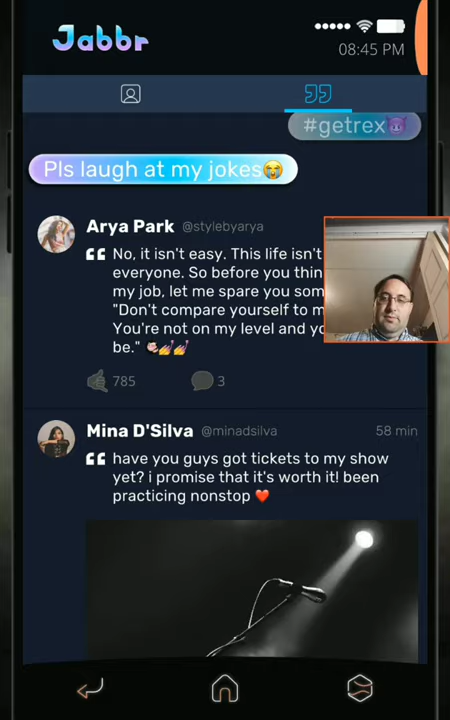 Jabbr
08:45 PM
#getrex😈
Pls laugh at my jokes😭
Arya Park @stylebyarya
No, it isn't easy. This life isn't
everyone. So before you thin
my job, let me spare you som
"Don't compare yourself to m
You're not on my level and yo
be." 💁🏻💅💅
785 3
Mina D'Silva @minadsilva 58 min
have you guys got tickets to my show
yet? i promise that it's worth it! been
practicing nonstop ❤️